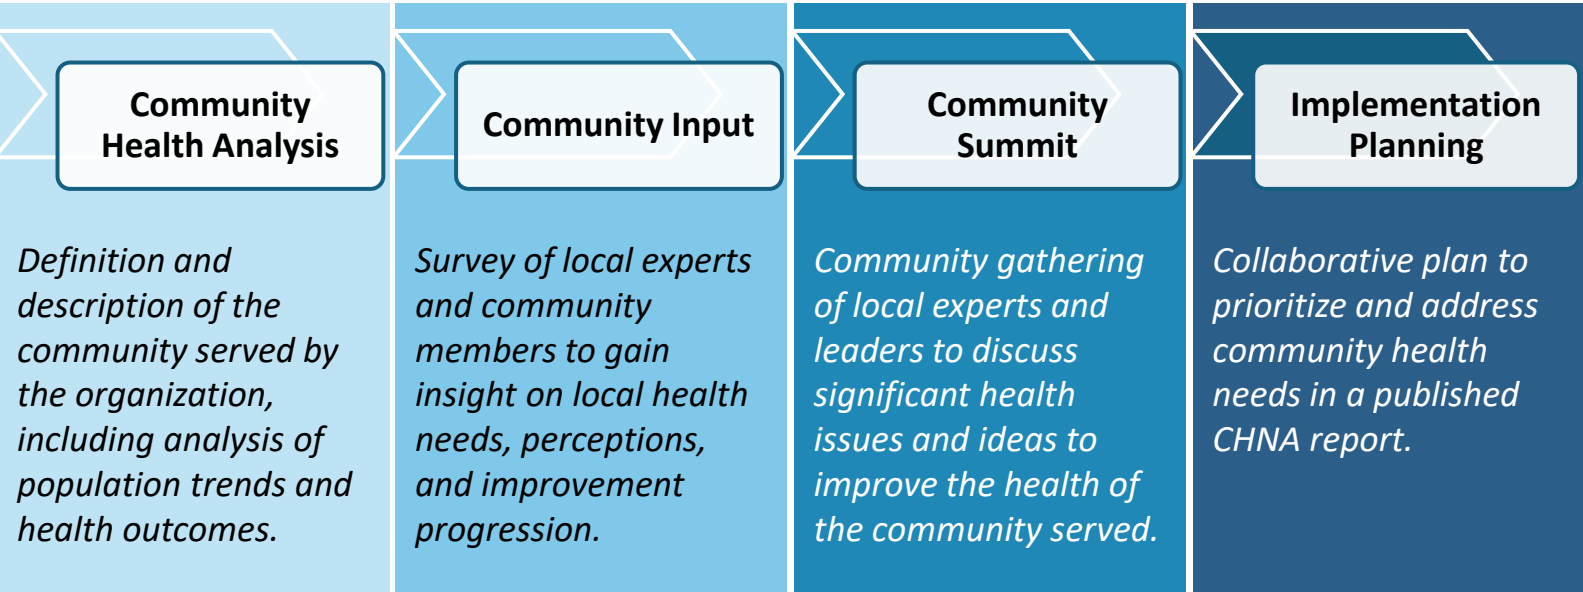 Community
Health Analysis
Definition and
description of the
community served by
the organization,
including analysis of
population trends and
health outcomes.
Community Input
Survey of local experts
and community
members to gain
insight on local health
needs, perceptions,
and improvement
progression.
Community
Summit
Community gathering
of local experts and
leaders to discuss
significant health
issues and ideas to
improve the health of
the community served.
Implementation
Planning
Collaborative plan to
prioritize and address
community health
needs in a published
CHNA report.